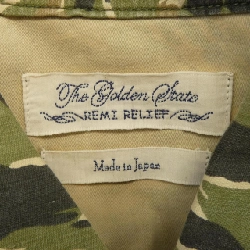 The Golden State
REMI RELIEF
Made in Japan